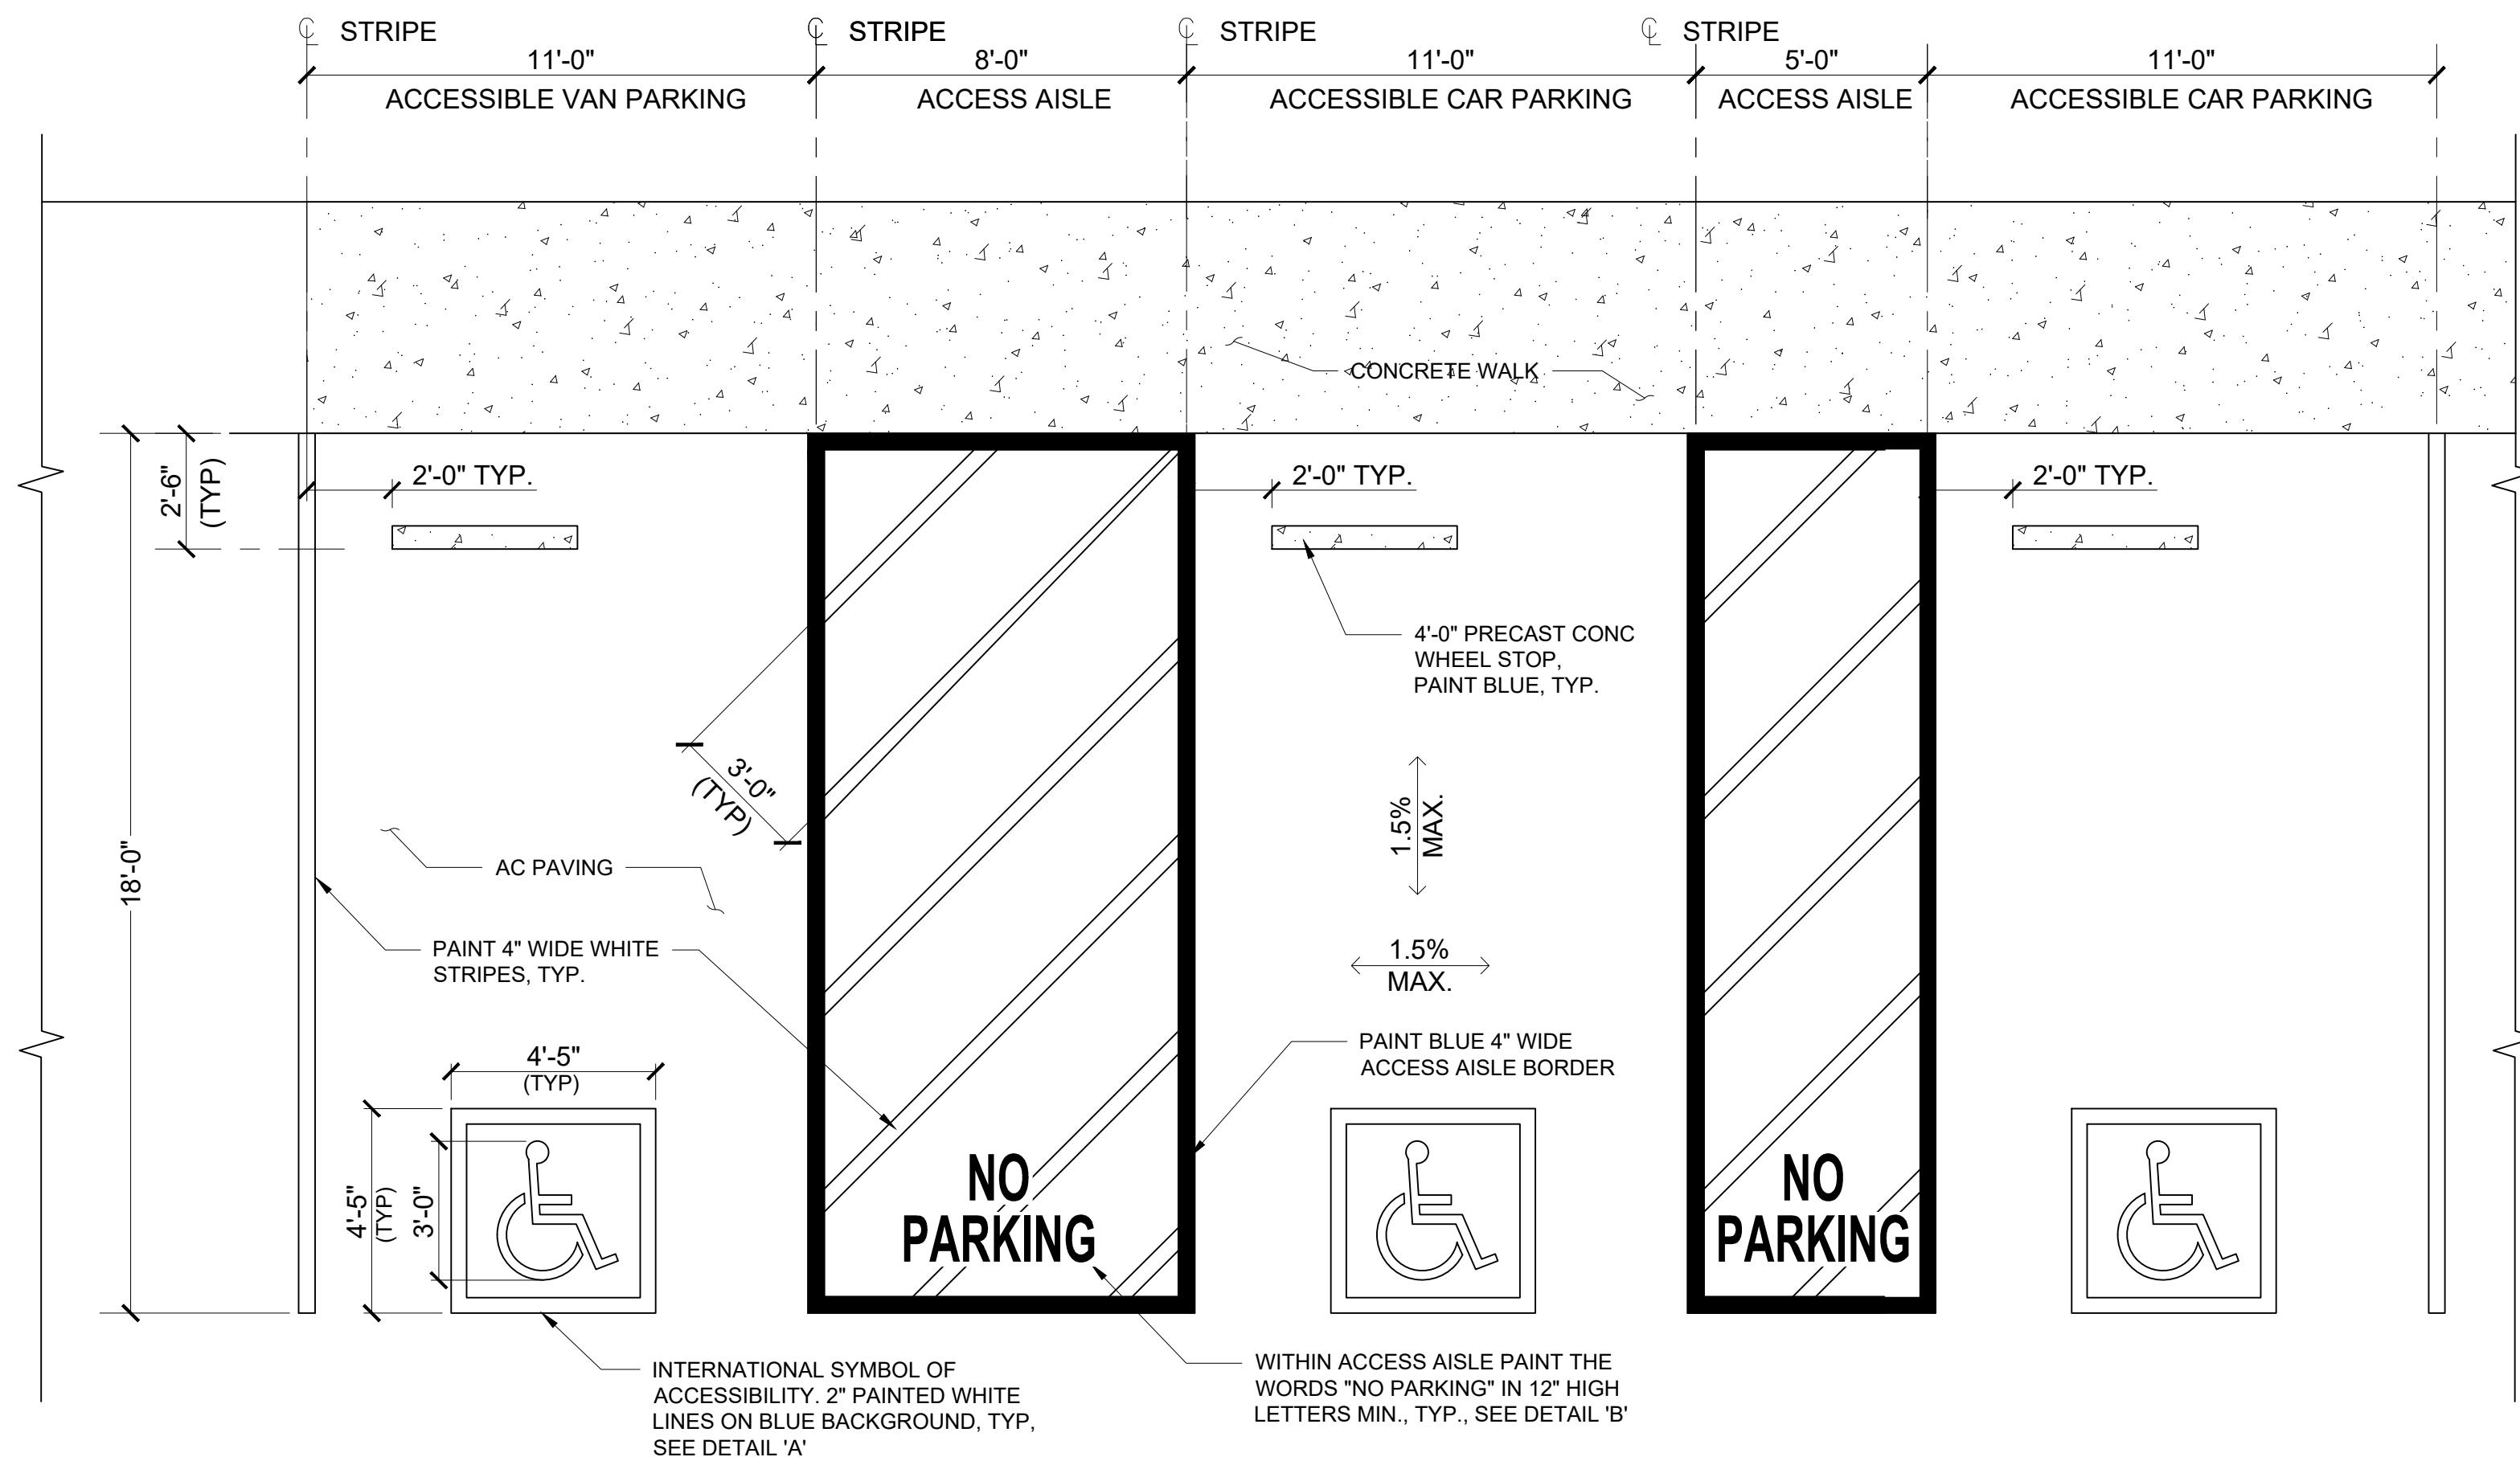 ℄ STRIPE
℄ STRIPE
℄ STRIPE
℄ STRIPE
11'-0"
8'-0"
11'-0"
5'-0"
11'-0"
ACCESSIBLE VAN PARKING
ACCESS AISLE
ACCESSIBLE CAR PARKING
ACCESS AISLE
ACCESSIBLE CAR PARKING
CONCRETE WALK
2'-6"
(TYP)
2'-0" TYP.
2'-0" TYP.
2'-0" TYP.
4'-0" PRECAST CONC
WHEEL STOP,
PAINT BLUE, TYP.
3'-0"
(TYP)
18'-0"
1.5%
MAX.
AC PAVING
PAINT 4" WIDE WHITE
STRIPES, TYP.
1.5%
MAX.
PAINT BLUE 4" WIDE
ACCESS AISLE BORDER
4'-5"
(TYP)
4'-5"
(TYP)
3'-0"
NO
PARKING
NO
PARKING
INTERNATIONAL SYMBOL OF
ACCESSIBILITY. 2" PAINTED WHITE
LINES ON BLUE BACKGROUND, TYP,
SEE DETAIL 'A'
WITHIN ACCESS AISLE PAINT THE
WORDS "NO PARKING" IN 12" HIGH
LETTERS MIN., TYP., SEE DETAIL 'B'